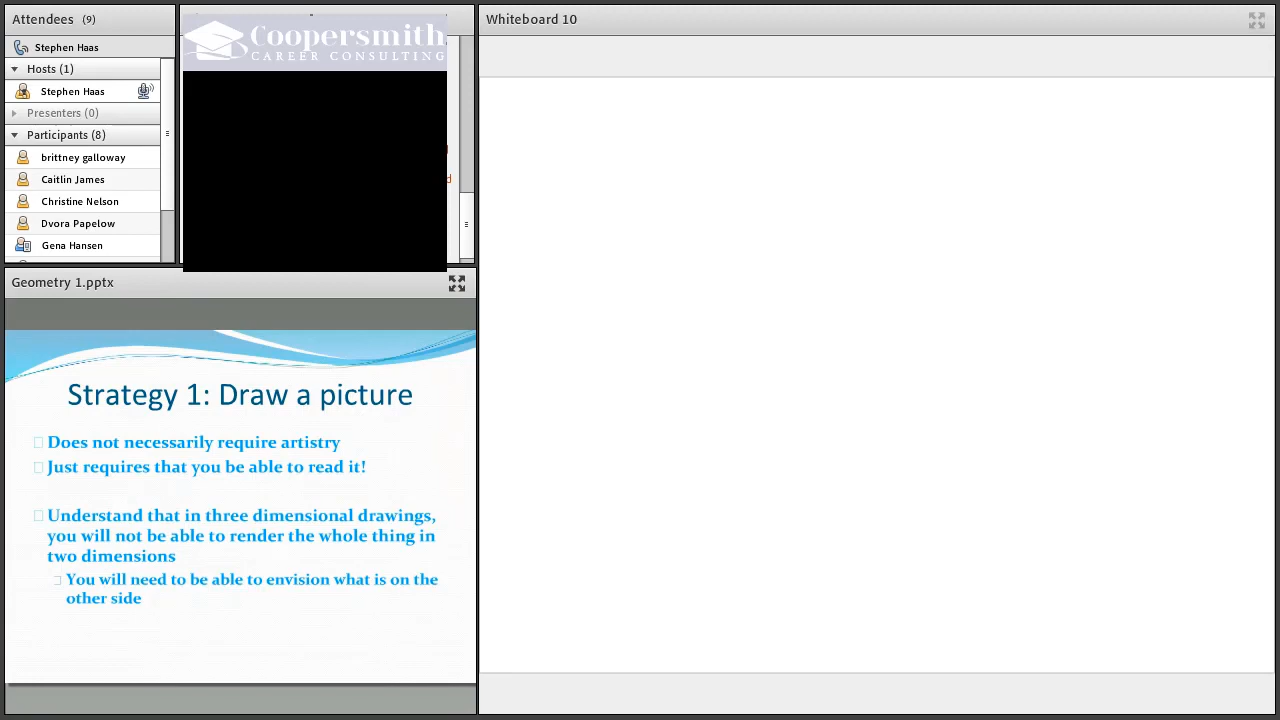 Attendees (9)
Stephen Haas
Hosts (1)
Stephen Haas
Presenters (0)
Participants (8)
brittney galloway
Caitlin James
Christine Nelson
Dvora Papelow
Gena Hansen
Coopersmith
CAREER CONSULTING
d
Geometry 1.pptx
Strategy 1: Draw a picture
Does not necessarily require artistry
Just requires that you be able to read it!
Understand that in three dimensional drawings,
you will not be able to render the whole thing in
two dimensions
You will need to be able to envision what is on the
other side
Whiteboard 10